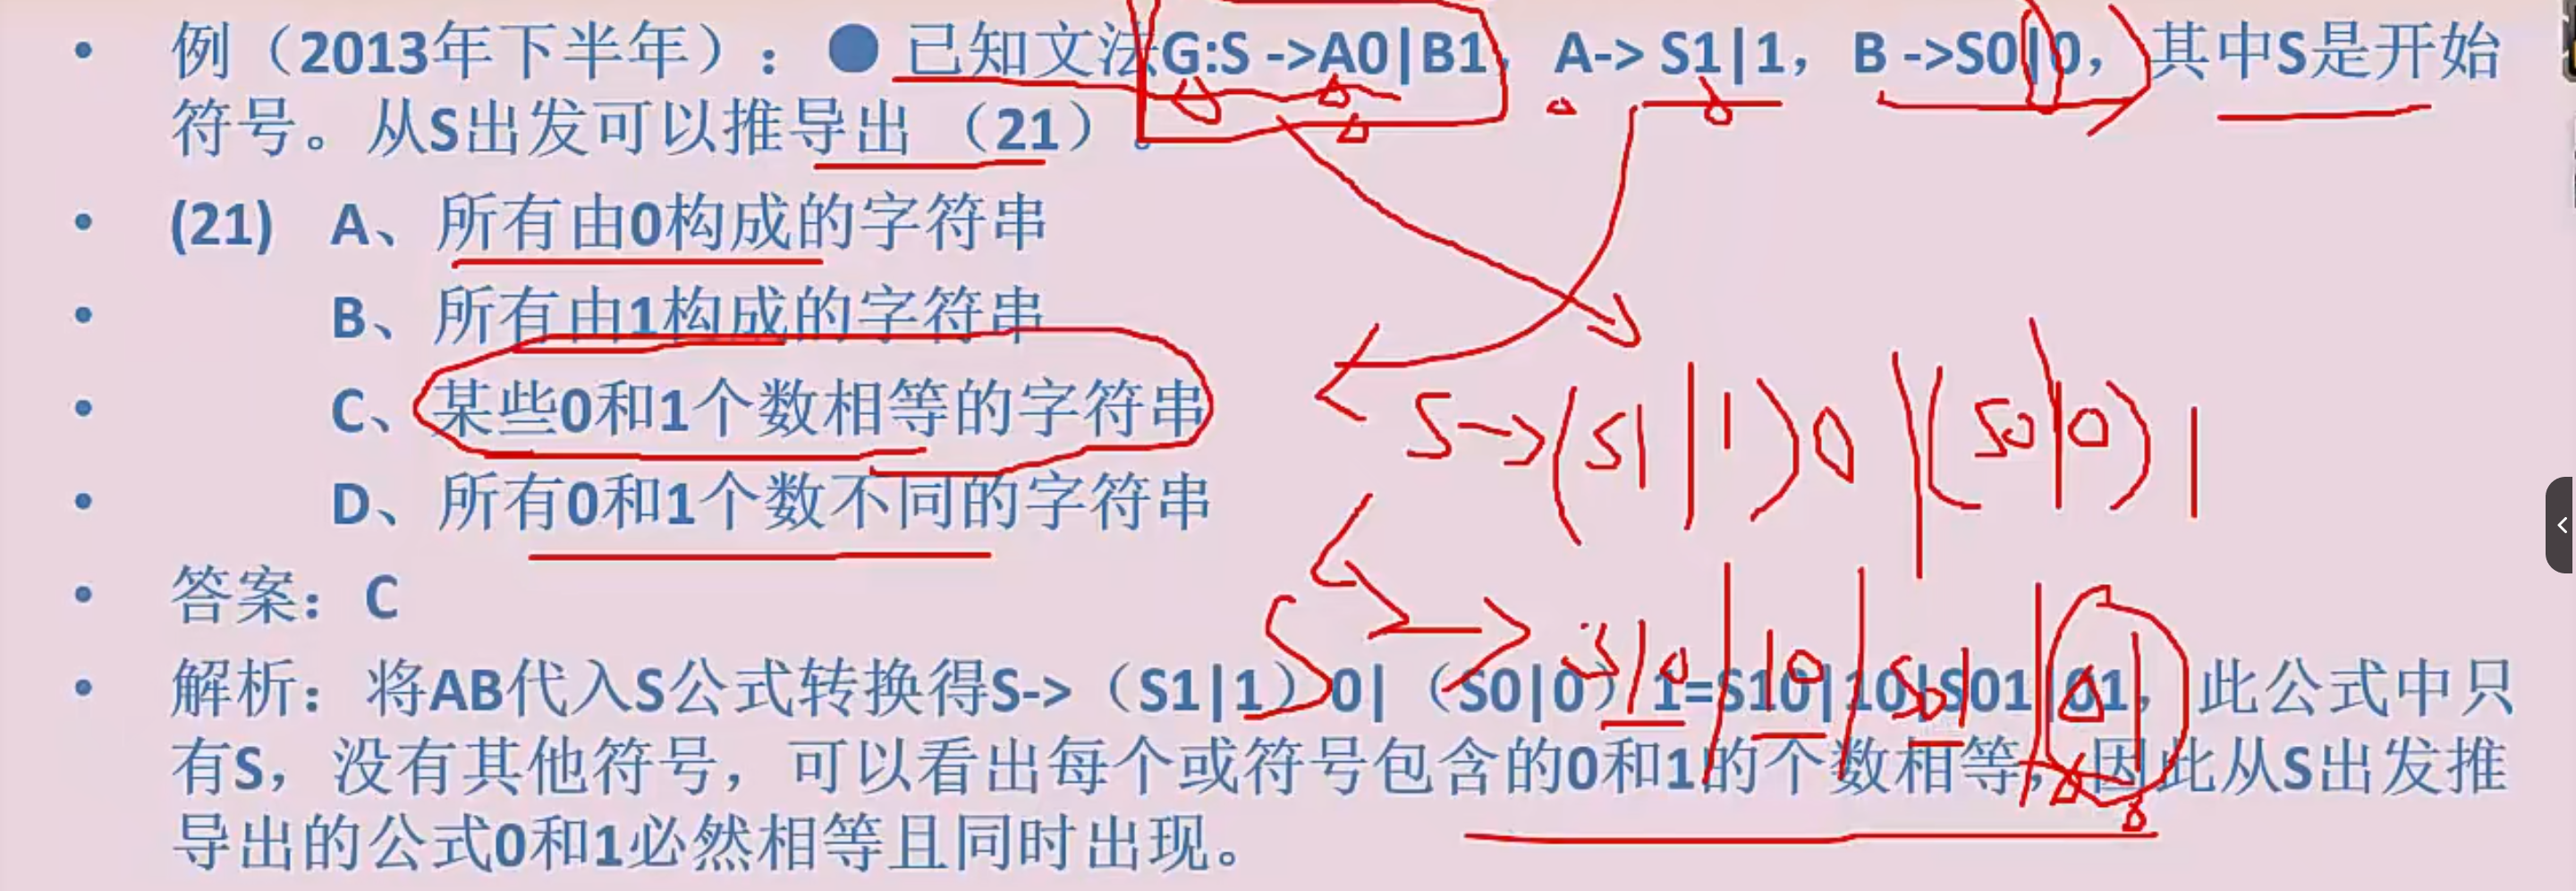 • 例（2013年下半年）：● 已知文法G:S ->A0|B1， A-> S1|1， B ->S0|0，其中S是开始
符号。从S出发可以推导出 （21）。
• (21) A、所有由0构成的字符串
• B、所有由1构成的字符串
• C、某些0和1个数相等的字符串
S→(S1|1)0|(S0|0)1
• D、所有0和1个数不同的字符串
• 答案：C
S→S10|10|S01|01
• 解析：将AB代入S公式转换得S->（S1|1）0|（S0|0）1=S10|10|S01|01，此公式中只
有S，没有其他符号，可以看出每个或符号包含的0和1的个数相等，因此从S出发推
导出的公式0和1必然相等且同时出现。